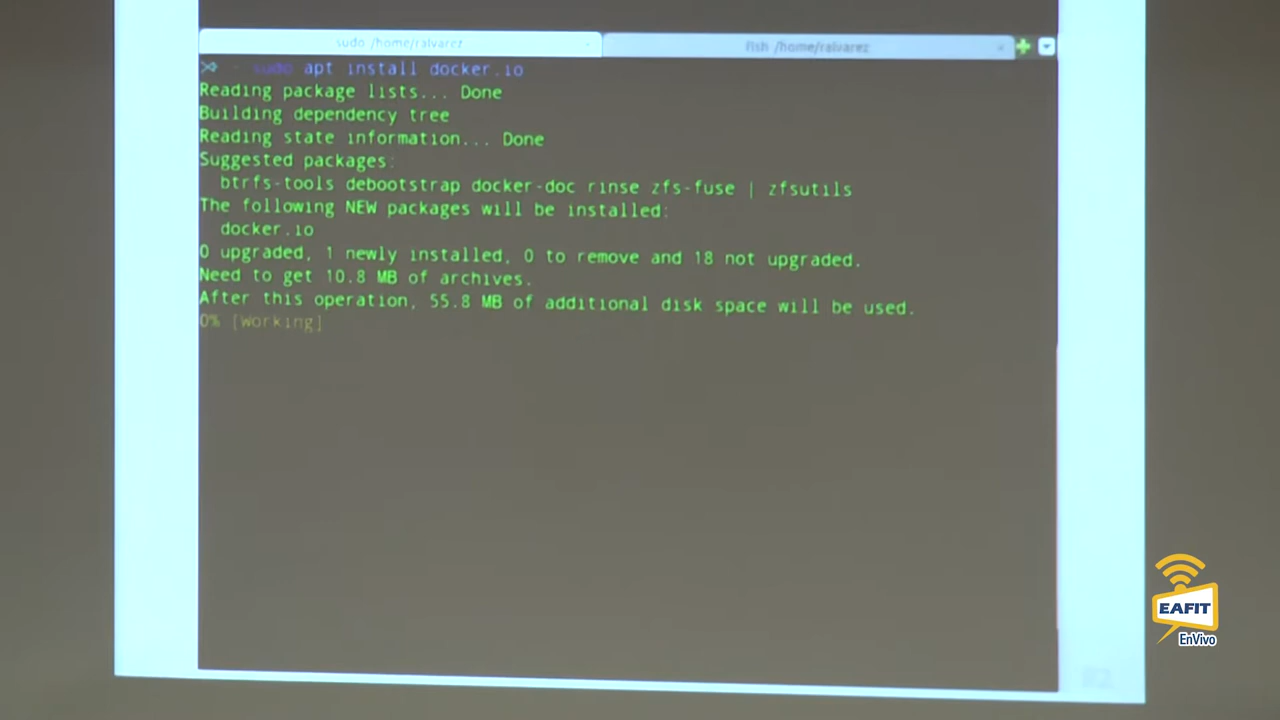 sudo /home/ralvarez
fish /home/ralvarez
sudo apt install docker.io
Reading package lists... Done
Building dependency tree
Reading state information... Done
Suggested packages:
btrfs-tools debootstrap docker-doc rinse zfs-fuse | zfsutils
The following NEW packages will be installed:
docker.io
0 upgraded, 1 newly installed, 0 to remove and 18 not upgraded.
Need to get 10.8 MB of archives.
After this operation, 55.8 MB of additional disk space will be used.
0% [Working]
EAFIT
EnVivo